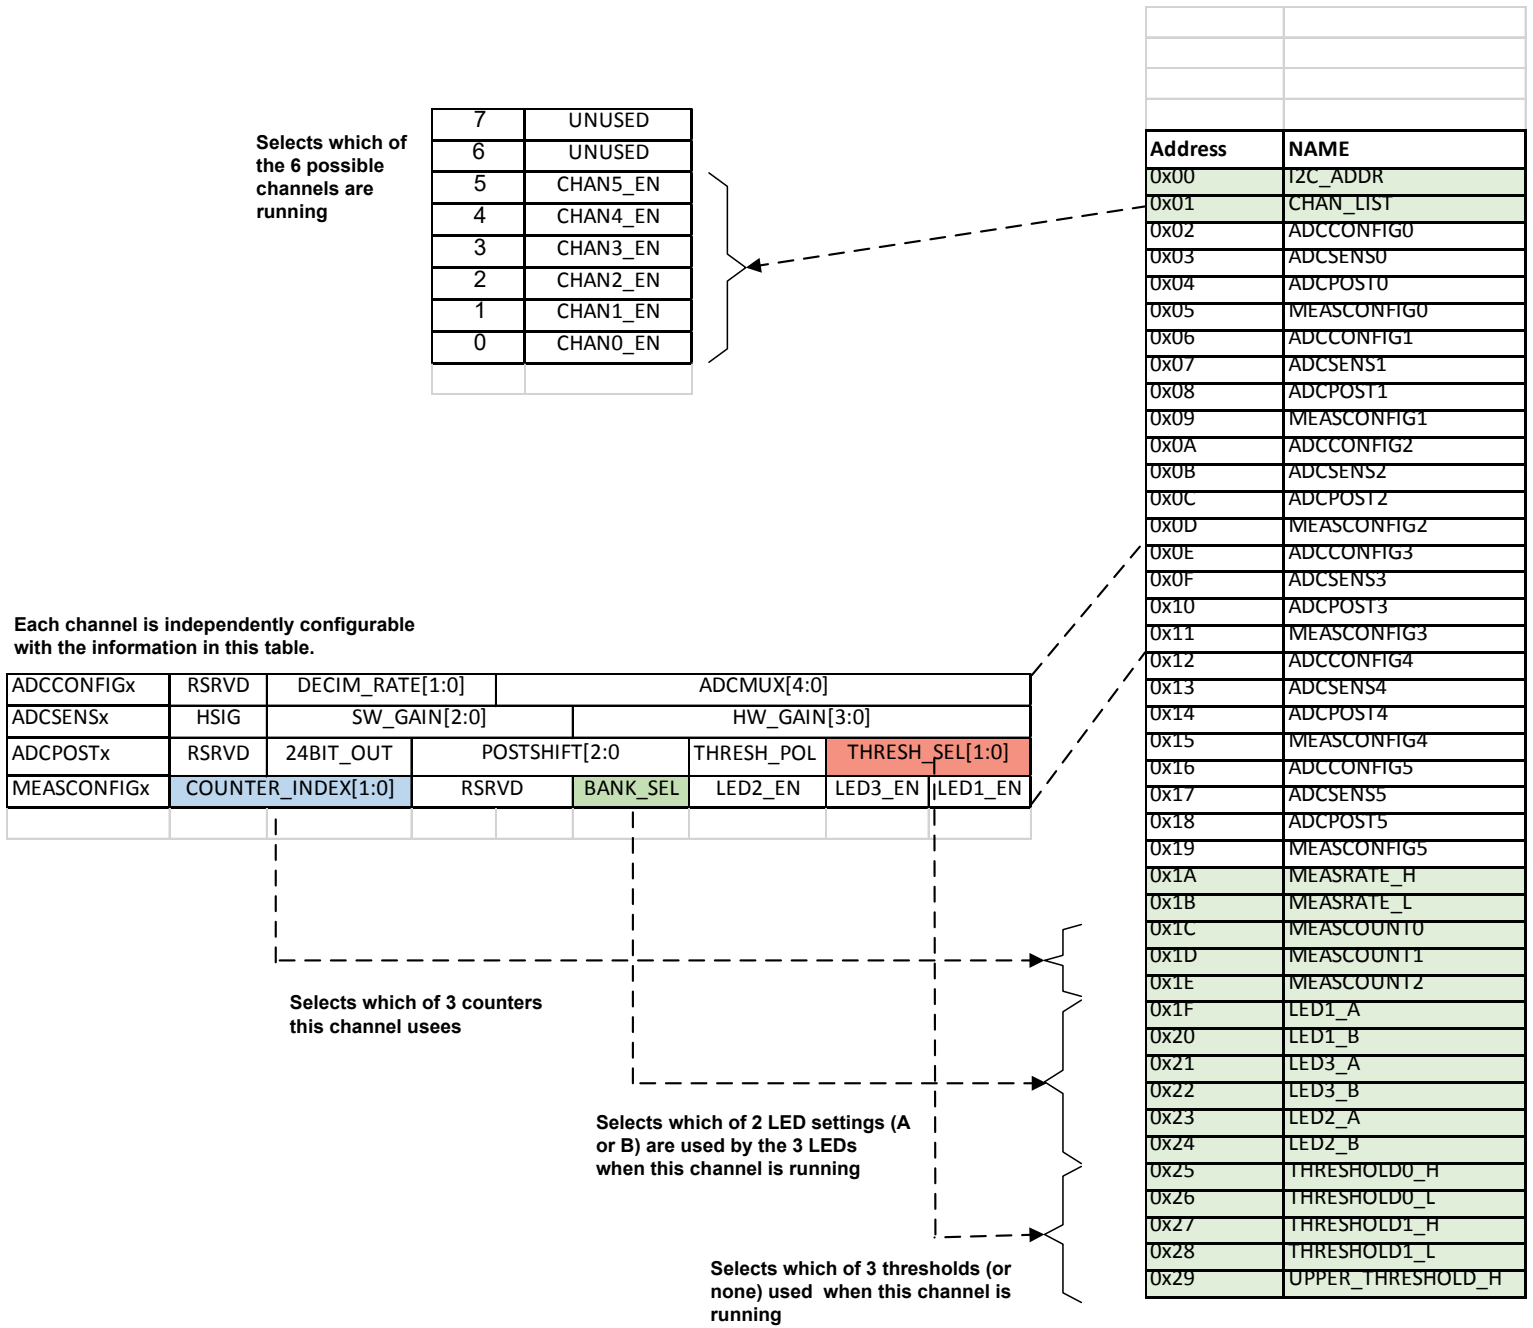 Selects which of
the 6 possible
channels are
running
7 UNUSED
6 UNUSED
5 CHAN5_EN
4 CHAN4_EN
3 CHAN3_EN
2 CHAN2_EN
1 CHAN1_EN
0 CHAN0_EN
Each channel is independently configurable
with the information in this table.
ADCCONFIGx RSRVD DECIM_RATE[1:0] ADCMUX[4:0]
ADCSENSx HSIG SW_GAIN[2:0] HW_GAIN[3:0]
ADCPOSTx RSRVD 24BIT_OUT POSTSHIFT[2:0 THRESH_POL THRESH_SEL[1:0]
MEASCONFIGx COUNTER_INDEX[1:0] RSRVD BANK_SEL LED2_EN LED3_EN LED1_EN
Selects which of 3 counters
this channel usees
Selects which of 2 LED settings (A
or B) are used by the 3 LEDs
when this channel is running
Selects which of 3 thresholds (or
none) used when this channel is
running
Address NAME
0x00 I2C_ADDR
0x01 CHAN_LIST
0x02 ADCCONFIG0
0x03 ADCSENS0
0x04 ADCPOST0
0x05 MEASCONFIG0
0x06 ADCCONFIG1
0x07 ADCSENS1
0x08 ADCPOST1
0x09 MEASCONFIG1
0x0A ADCCONFIG2
0x0B ADCSENS2
0x0C ADCPOST2
0x0D MEASCONFIG2
0x0E ADCCONFIG3
0x0F ADCSENS3
0x10 ADCPOST3
0x11 MEASCONFIG3
0x12 ADCCONFIG4
0x13 ADCSENS4
0x14 ADCPOST4
0x15 MEASCONFIG4
0x16 ADCCONFIG5
0x17 ADCSENS5
0x18 ADCPOST5
0x19 MEASCONFIG5
0x1A MEASRATE_H
0x1B MEASRATE_L
0x1C MEASCOUNT0
0x1D MEASCOUNT1
0x1E MEASCOUNT2
0x1F LED1_A
0x20 LED1_B
0x21 LED3_A
0x22 LED3_B
0x23 LED2_A
0x24 LED2_B
0x25 THRESHOLD0_H
0x26 THRESHOLD0_L
0x27 THRESHOLD1_H
0x28 THRESHOLD1_L
0x29 UPPER_THRESHOLD_H